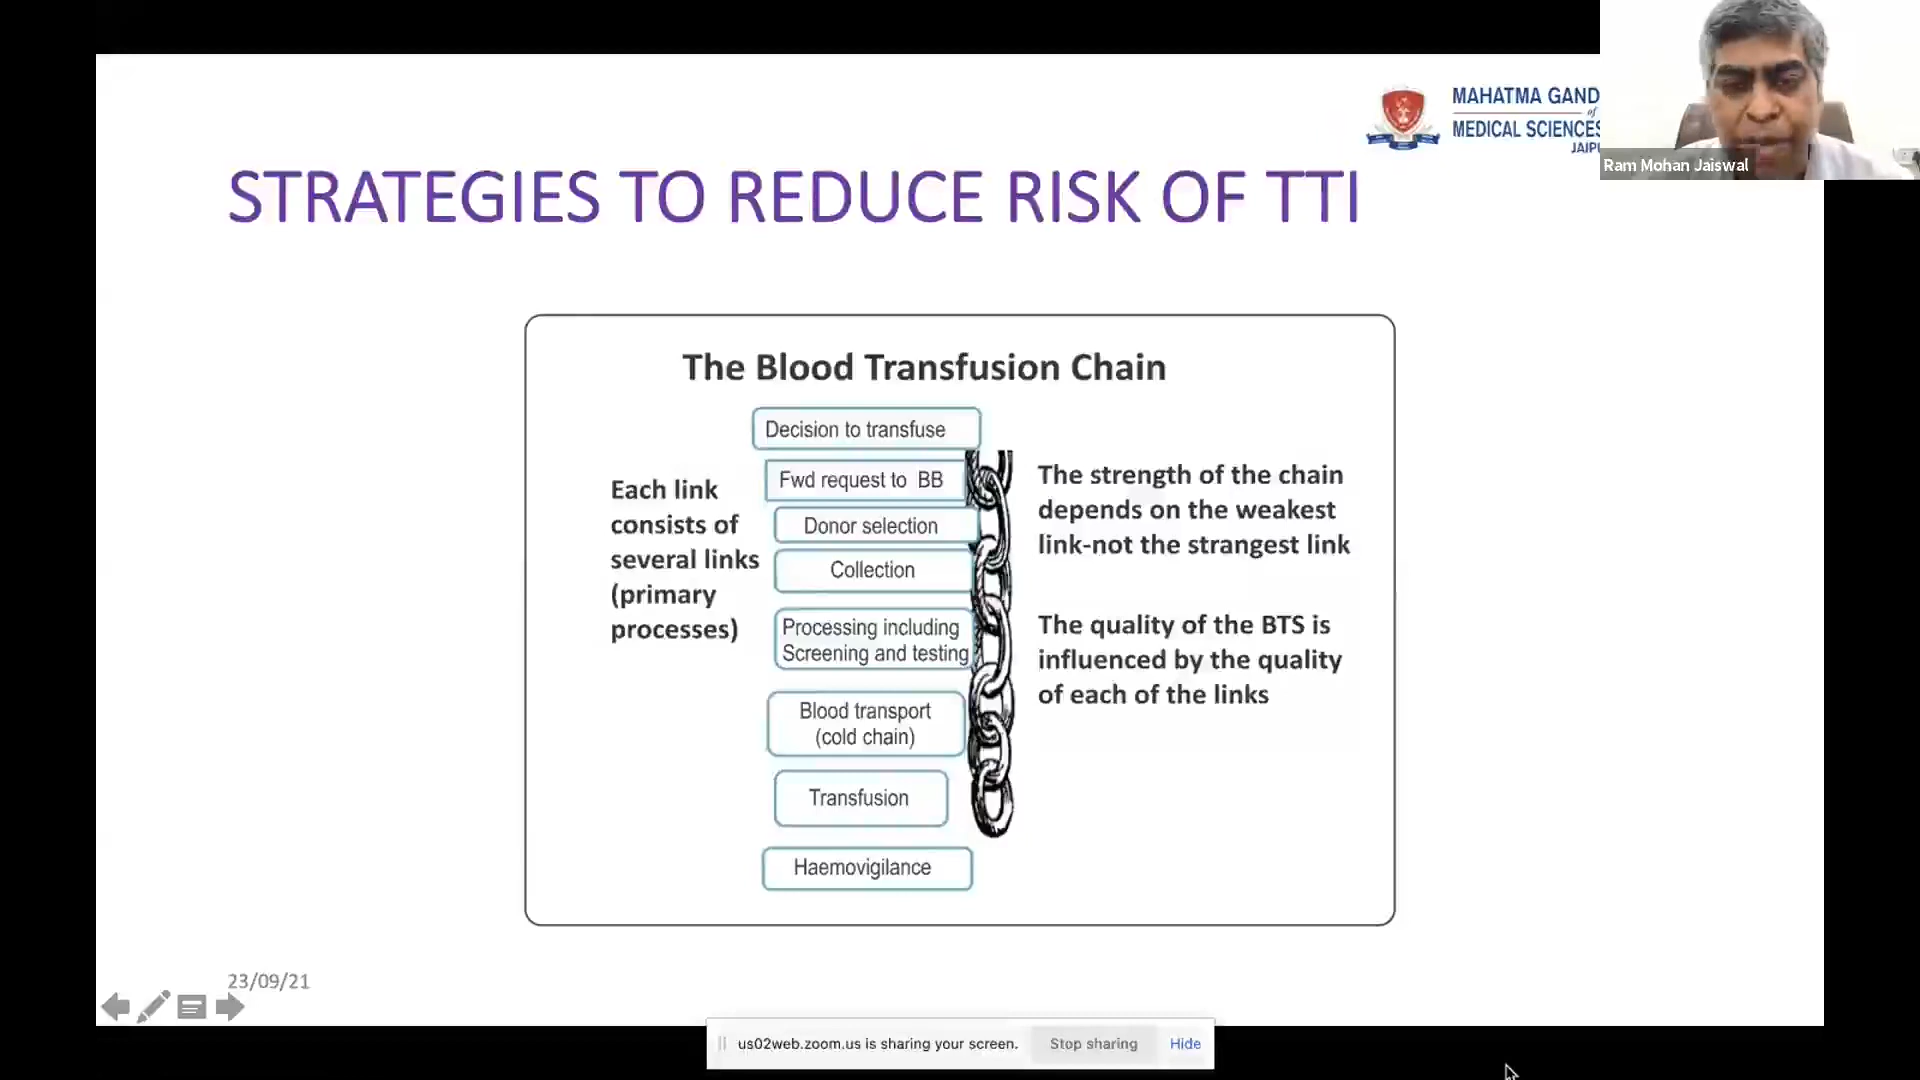 MAHATMA GAND
of
MEDICAL SCIENCES
JAIPU
Ram Mohan Jaiswal
STRATEGIES TO REDUCE RISK OF TTI
The Blood Transfusion Chain
Each link
consists of
several links
(primary
processes)
Decision to transfuse
Fwd request to BB
Donor selection
Collection
Processing including
Screening and testing
Blood transport
(cold chain)
Transfusion
Haemovigilance
The strength of the chain
depends on the weakest
link-not the strangest link
The quality of the BTS is
influenced by the quality
of each of the links
23/09/21
us02web.zoom.us is sharing your screen.
Stop sharing
Hide